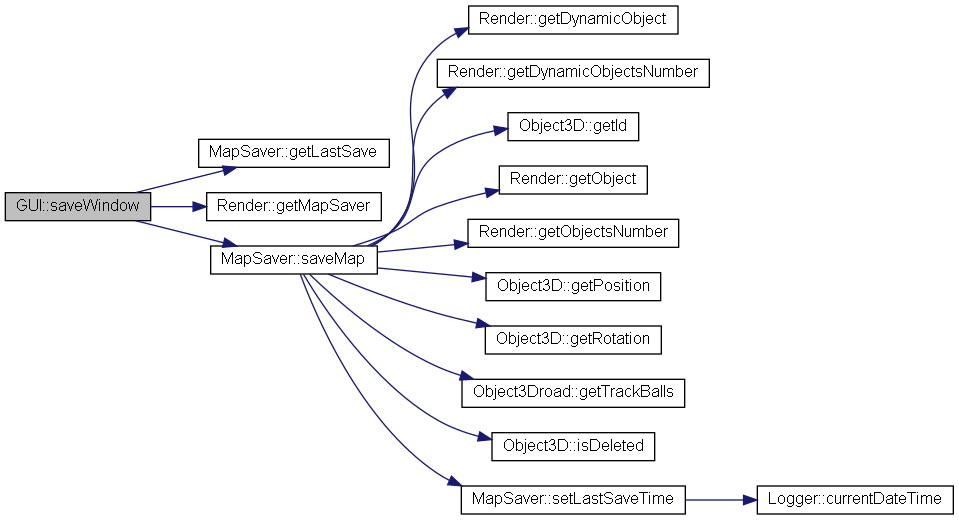 GUI::saveWindow
MapSaver::getLastSave
Render::getMapSaver
MapSaver::saveMap
Render::getDynamicObject
Render::getDynamicObjectsNumber
Object3D::getId
Render::getObject
Render::getObjectsNumber
Object3D::getPosition
Object3D::getRotation
Object3Droad::getTrackBalls
Object3D::isDeleted
MapSaver::setLastSaveTime
Logger::currentDateTime